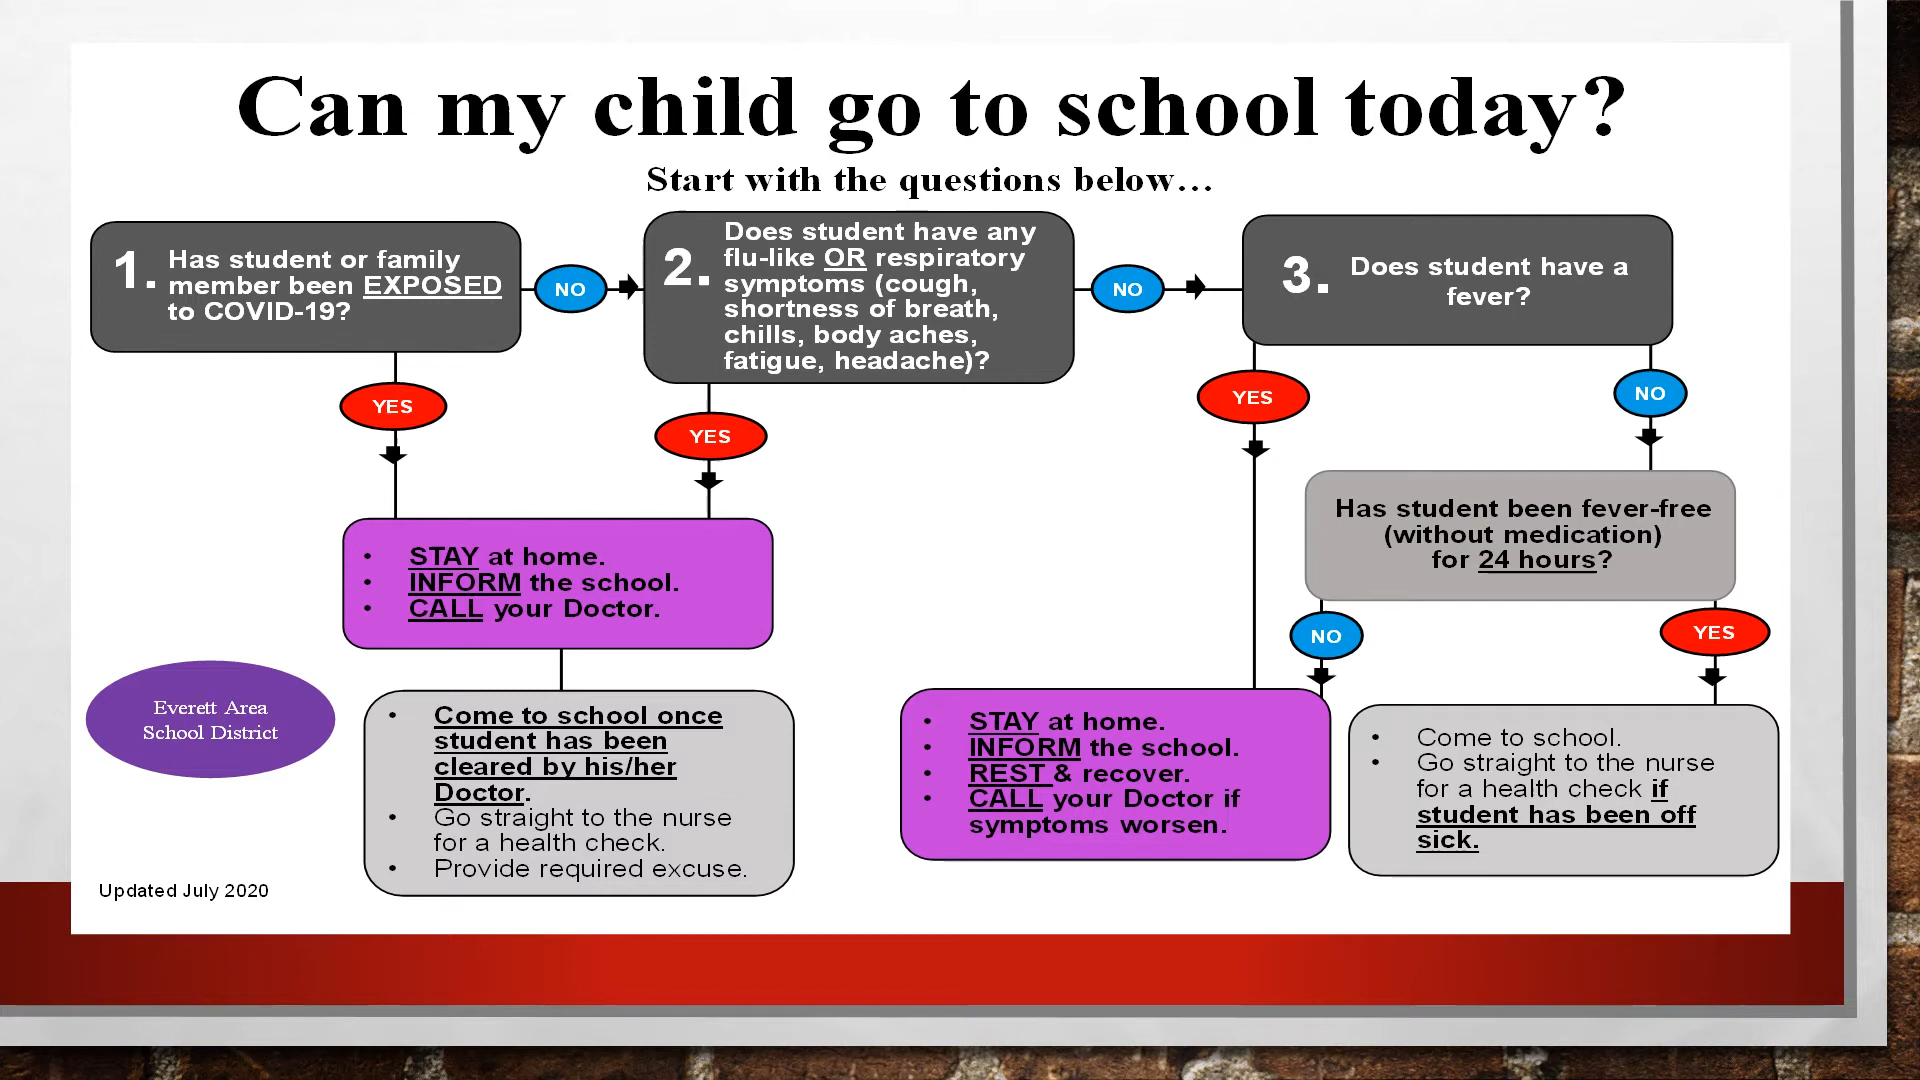 Can my child go to school today?
Start with the questions below...
1.
Has student or family
member been EXPOSED
to COVID-19?
NO
2.
Does student have any
flu-like OR respiratory
symptoms (cough,
shortness of breath,
chills, body aches,
fatigue, headache)?
NO
3.
Does student have a
fever?
YES
YES
YES
NO
Has student been fever-free
(without medication)
for 24 hours?
• STAY at home.
• INFORM the school.
• CALL your Doctor.
NO
YES
Everett Area
School District
• Come to school once
student has been
cleared by his/her
Doctor.
• Go straight to the nurse
for a health check.
• Provide required excuse.
• STAY at home.
• INFORM the school.
• REST & recover.
• CALL your Doctor if
symptoms worsen.
• Come to school.
• Go straight to the nurse
for a health check if
student has been off
sick.
Updated July 2020